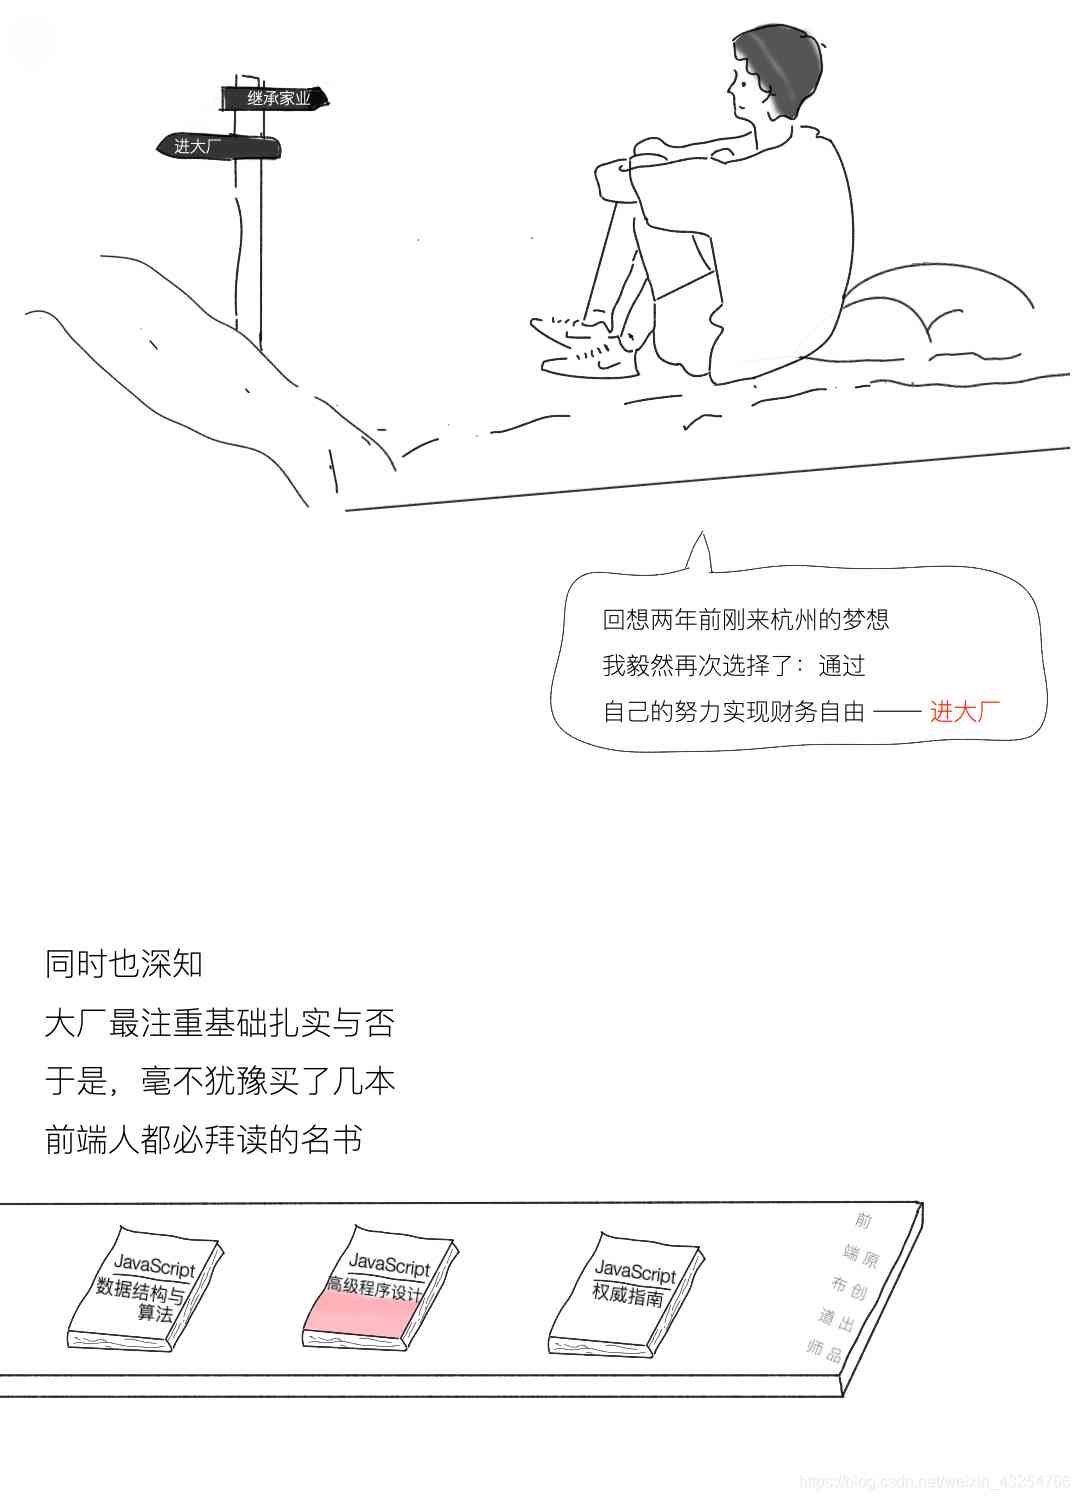 继承家业
进大厂
回想两年前刚来杭州的梦想
我毅然再次选择了：通过
自己的努力实现财务自由 —— 进大厂
同时也深知
大厂最注重基础扎实与否
于是，毫不犹豫买了几本
前端人都必拜读的名书
JavaScript
数据结构与
算法
JavaScript
高级程序设计
JavaScript
权威指南
前端布道师
原创出品
https://blog.csdn.net/weixin_43254766